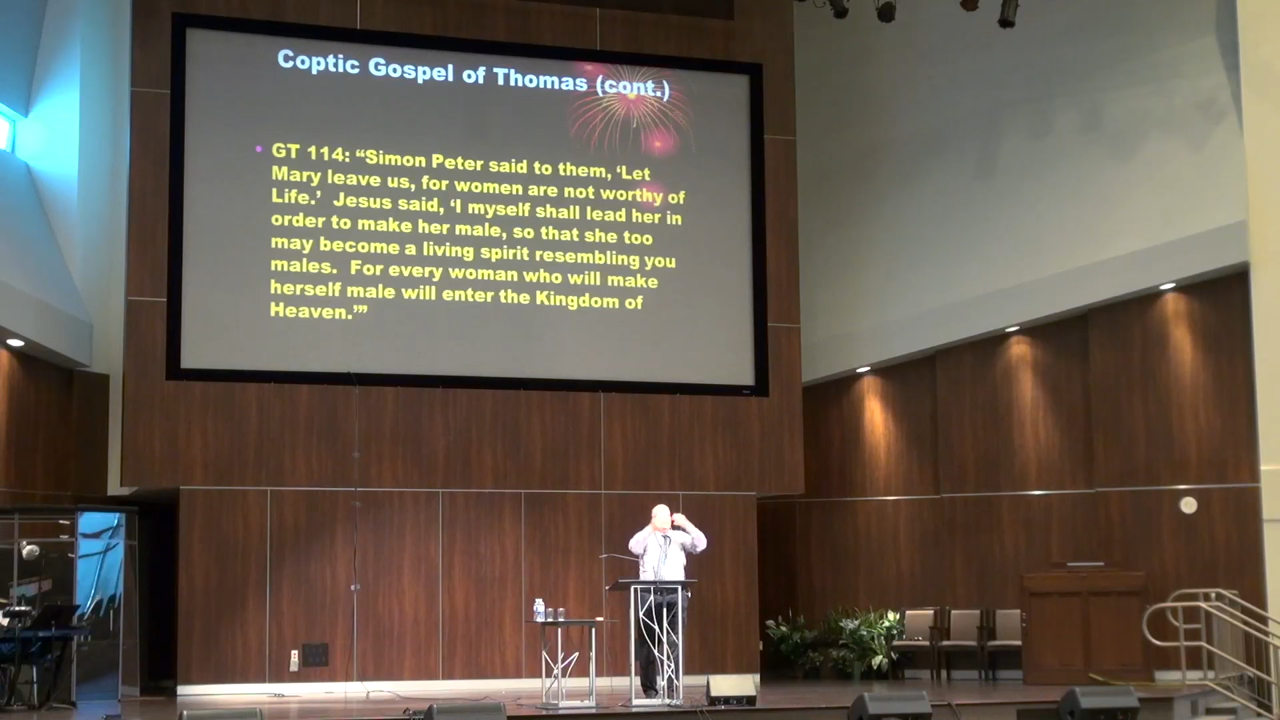 Coptic Gospel of Thomas (cont.)
• GT 114: “Simon Peter said to them, ‘Let
Mary leave us, for women are not worthy of
Life.’  Jesus said, ‘I myself shall lead her in
order to make her male, so that she too
may become a living spirit resembling you
males.  For every woman who will make
herself male will enter the Kingdom of
Heaven.’”